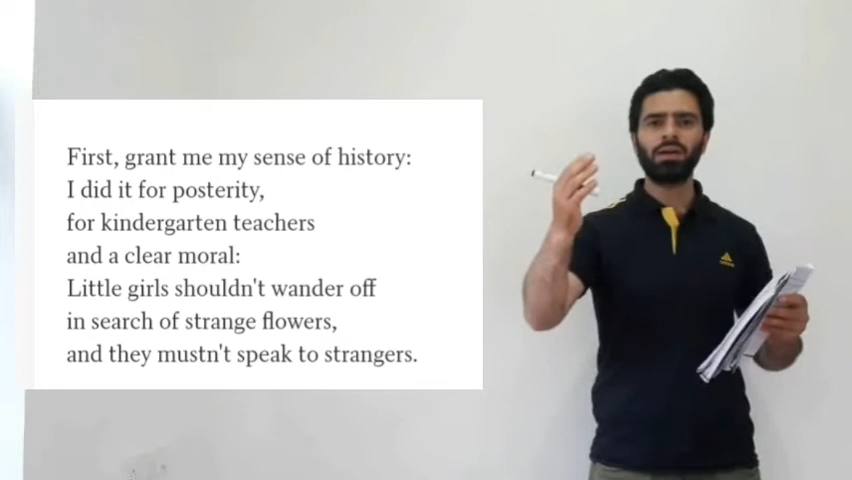 First, grant me my sense of history:
I did it for posterity,
for kindergarten teachers
and a clear moral:
Little girls shouldn't wander off
in search of strange flowers,
and they mustn't speak to strangers.